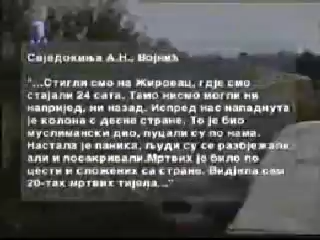 Свједокиња А.Н., Војнић
"...Стигли смо на Жировац, гдје смо
стајали 24 сата. Тамо нисмо могли ни
напријед, ни назад. Испред нас нападнута
је колона с десне стране. То је био
муслимански дио, пуцали су по нама.
Настала је паника, људи су се разбјежали,
али и посакривали.Мртвих је било по
цести и сложених са стране. Видјела сам
20-так мртвих тијела..."